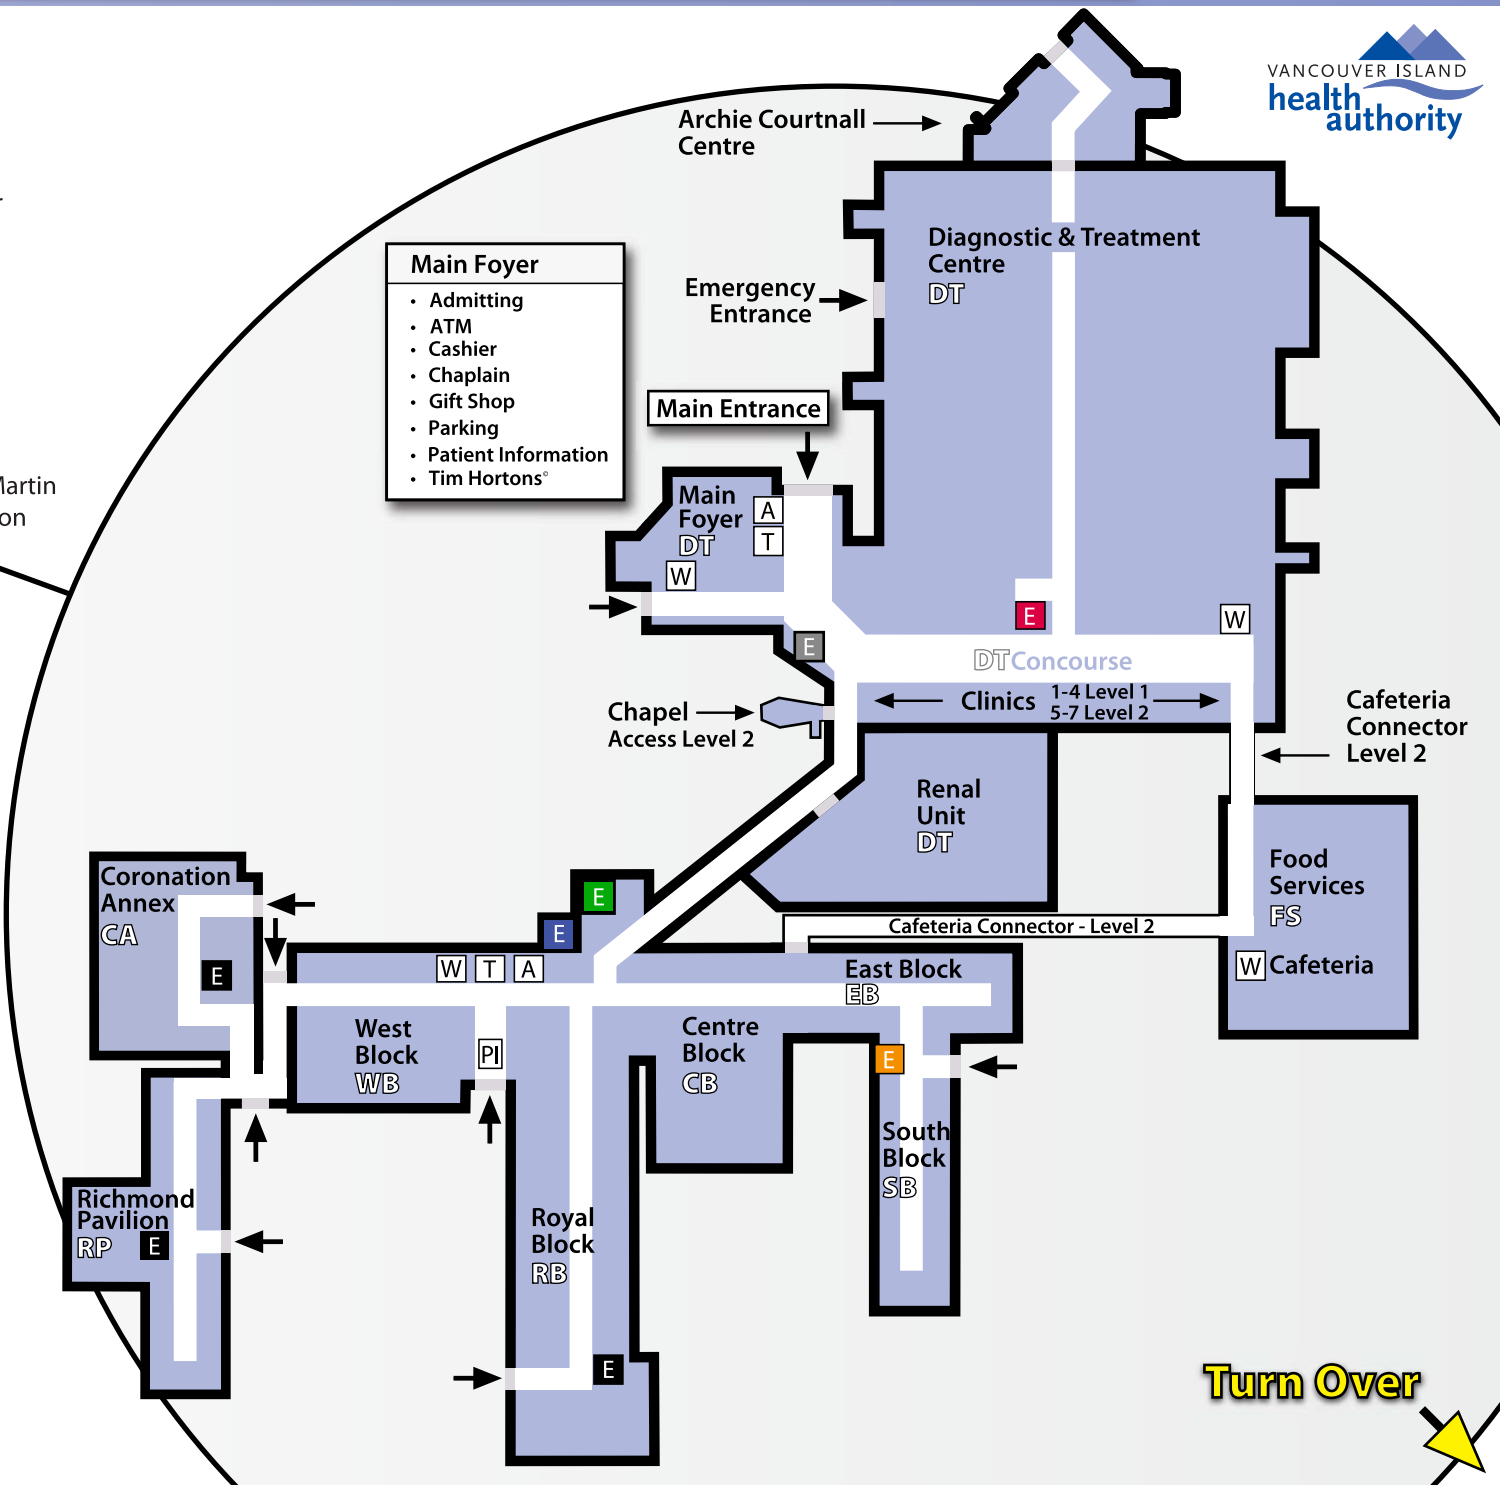 VANCOUVER ISLAND
health
authority
Archie Courtnall
Centre
Diagnostic & Treatment
Centre
DT
Main Foyer
• Admitting
• ATM
• Cashier
• Chaplain
• Gift Shop
• Parking
• Patient Information
• Tim Hortons©
Emergency
Entrance
Main Entrance
Main
Foyer
DT
A
T
W
E
E
W
DT Concourse
Clinics
1-4 Level 1
5-7 Level 2
Chapel
Access Level 2
Cafeteria
Connector
Level 2
Renal
Unit
DT
Food
Services
FS
W Cafeteria
Cafeteria Connector - Level 2
Coronation
Annex
CA
E
E
E
W T A
East Block
EB
West
Block
WB
PI
Centre
Block
CB
E
South
Block
SB
Richmond
Pavilion
RP
E
Royal
Block
RB
E
Turn Over
on